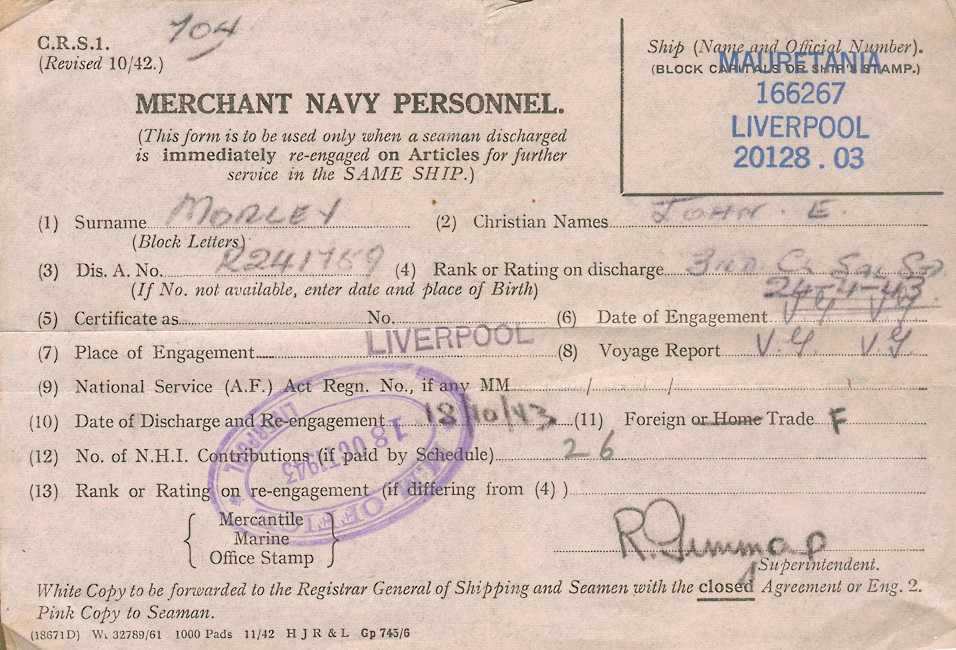 C.R.S.1.
(Revised 10/42.)
704
Ship (Name and Official Number).
(BLOCK CAPITALS OR SHIP'S STAMP.)
MAURETANIA
166267
LIVERPOOL
20128 . 03
MERCHANT NAVY PERSONNEL.
(This form is to be used only when a seaman discharged
is immediately re-engaged on Articles for further
service in the SAME SHIP.)
(1) Surname MORLEY (2) Christian Names JOHN . E.
(Block Letters)
(3) Dis. A. No. R241759 (4) Rank or Rating on discharge 3RD CL
(If No. not available, enter date and place of Birth) 24-4-43
(5) Certificate as No. (6) Date of Engagement V.G V.G
(7) Place of Engagement LIVERPOOL (8) Voyage Report V.G V.G.
(9) National Service (A.F.) Act Regn. No., if any MM / /
(10) Date of Discharge and Re-engagement 18/10/43 (11) Foreign or Home Trade F
(12) No. of N.H.I. Contributions (if paid by Schedule) 26
(13) Rank or Rating on re-engagement (if differing from (4) )
LIVERPOOL
18 OCT 1943
OFFICE
Mercantile
Marine
Office Stamp
Superintendent.
White Copy to be forwarded to the Registrar General of Shipping and Seamen with the closed Agreement or Eng. 2.
Pink Copy to Seaman.
(18671D) Wt 32789/61 1000 Pads 11/42 H J R & L Gp 745/6